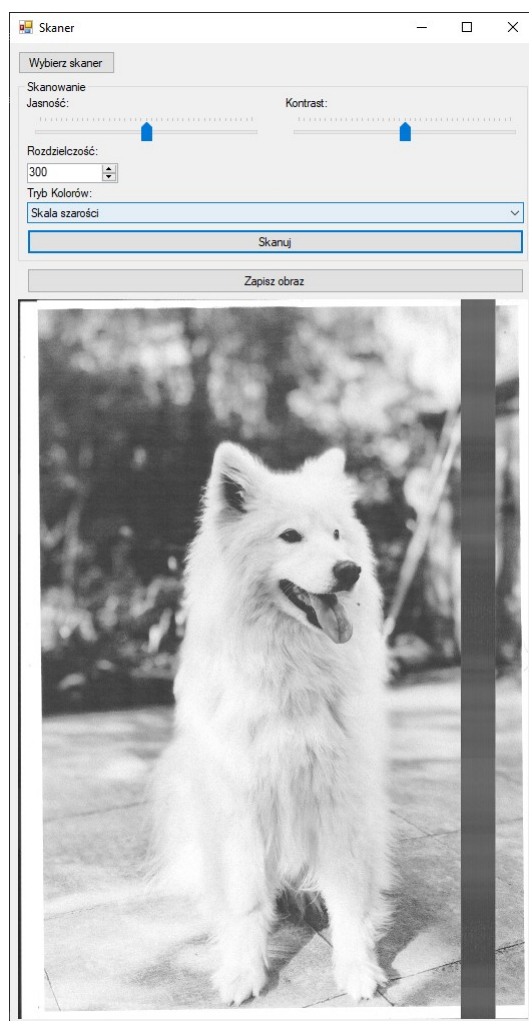 Skaner
Wybierz skaner
Skanowanie
Jasność: Kontrast:
Rozdzielczość:
300
Tryb Kolorów:
Skala szarości
Skanuj
Zapisz obraz